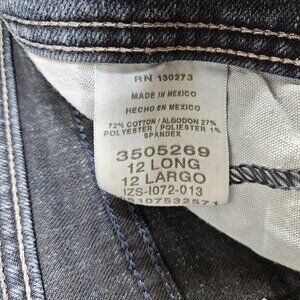 RN 130273
MADE IN MEXICO
HECHO EN MEXICO
72% COTTON / ALGODON 27%
POLYESTER / POLIESTER 1%
SPANDEX
3505269
12 LONG
12 LARGO
IZS-I072-013